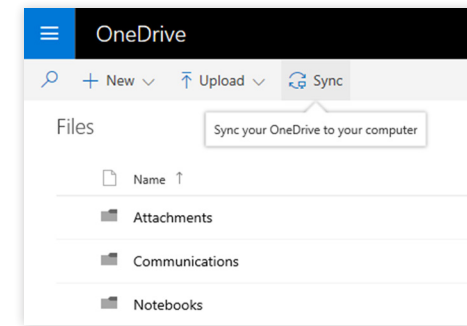 OneDrive
New Upload Sync
Sync your OneDrive to your computer
Files
Name ↑
Attachments
Communications
Notebooks